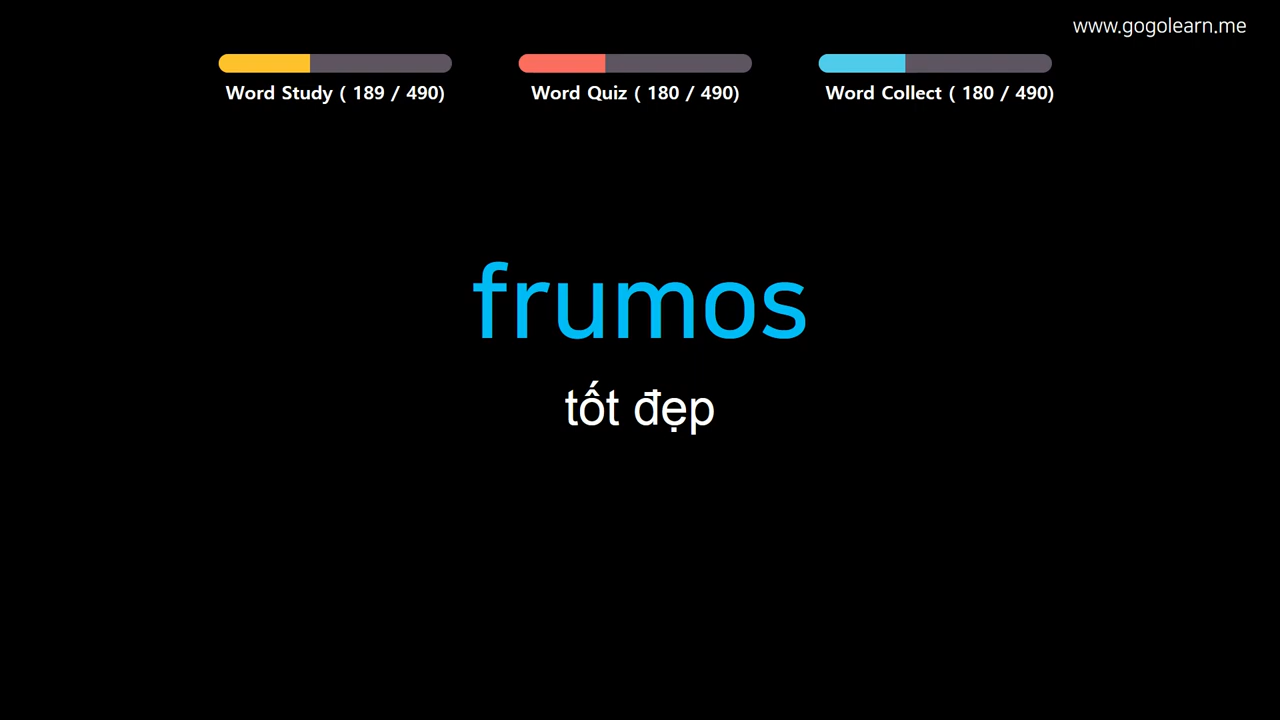 www.gogolearn.me
Word Study ( 189 / 490)
Word Quiz ( 180 / 490)
Word Collect ( 180 / 490)
frumos
tốt đẹp